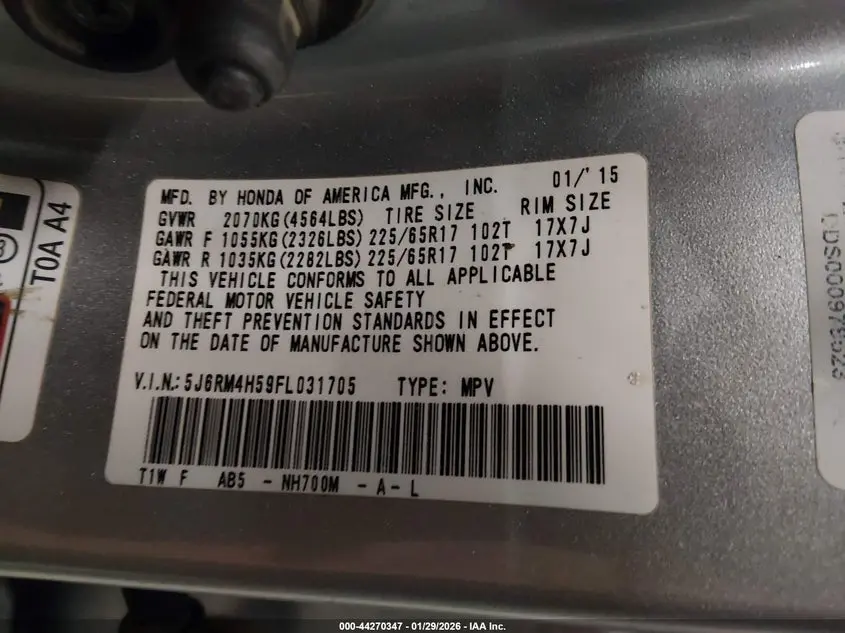 MFD. BY HONDA OF AMERICA MFG., INC. 01/'15
GVWR 2070KG(4564LBS) TIRE SIZE RIM SIZE
GAWR F 1055KG(2326LBS) 225/65R17 102T 17X7J
GAWR R 1035KG(2282LBS) 225/65R17 102T 17X7J
THIS VEHICLE CONFORMS TO ALL APPLICABLE
FEDERAL MOTOR VEHICLE SAFETY
AND THEFT PREVENTION STANDARDS IN EFFECT
ON THE DATE OF MANUFACTURE SHOWN ABOVE.
V.I.N.: 5J6RM4H59FL031705 TYPE: MPV
T1W F AB5 - NH700M - A - L
T0A A4
000-44270347 - 01/29/2026 - IAA Inc.